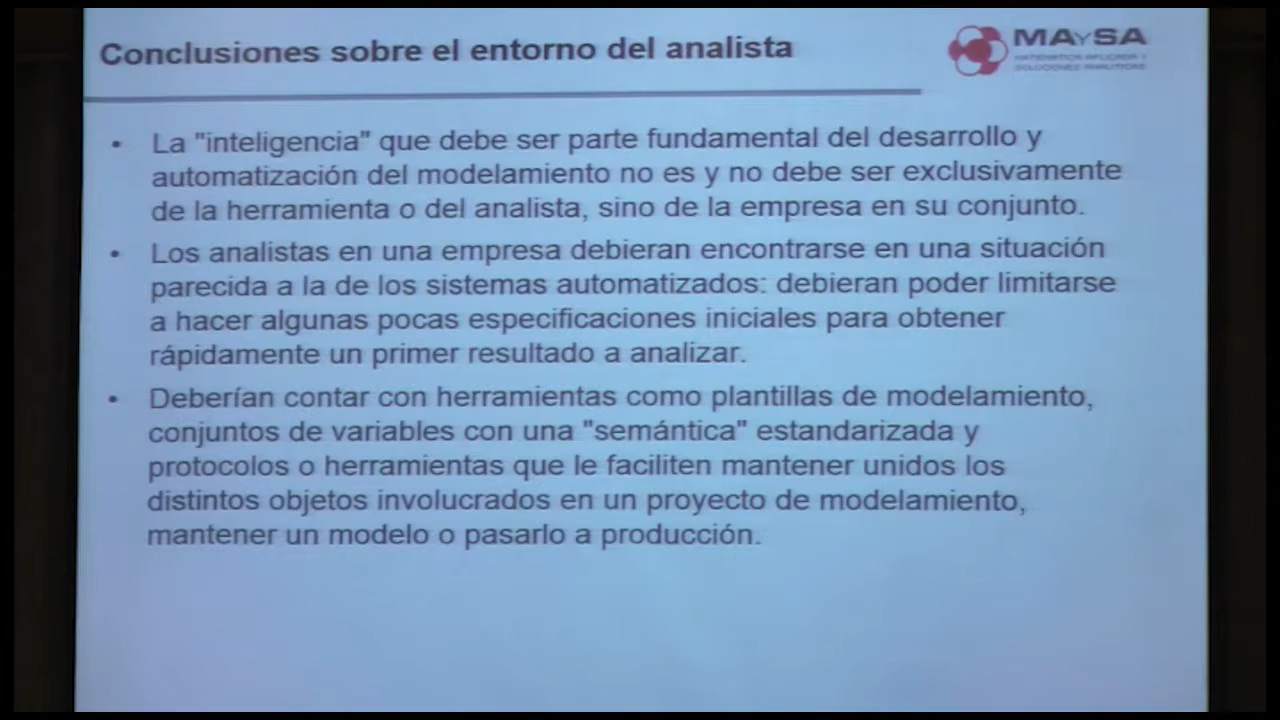 Conclusiones sobre el entorno del analista
MAYSA
MATEMÁTICA APLICADA Y
SOLUCIONES ANALÍTICAS
• La "inteligencia" que debe ser parte fundamental del desarrollo y
automatización del modelamiento no es y no debe ser exclusivamente
de la herramienta o del analista, sino de la empresa en su conjunto.
• Los analistas en una empresa debieran encontrarse en una situación
parecida a la de los sistemas automatizados: debieran poder limitarse
a hacer algunas pocas especificaciones iniciales para obtener
rápidamente un primer resultado a analizar.
• Deberían contar con herramientas como plantillas de modelamiento,
conjuntos de variables con una "semántica" estandarizada y
protocolos o herramientas que le faciliten mantener unidos los
distintos objetos involucrados en un proyecto de modelamiento,
mantener un modelo o pasarlo a producción.